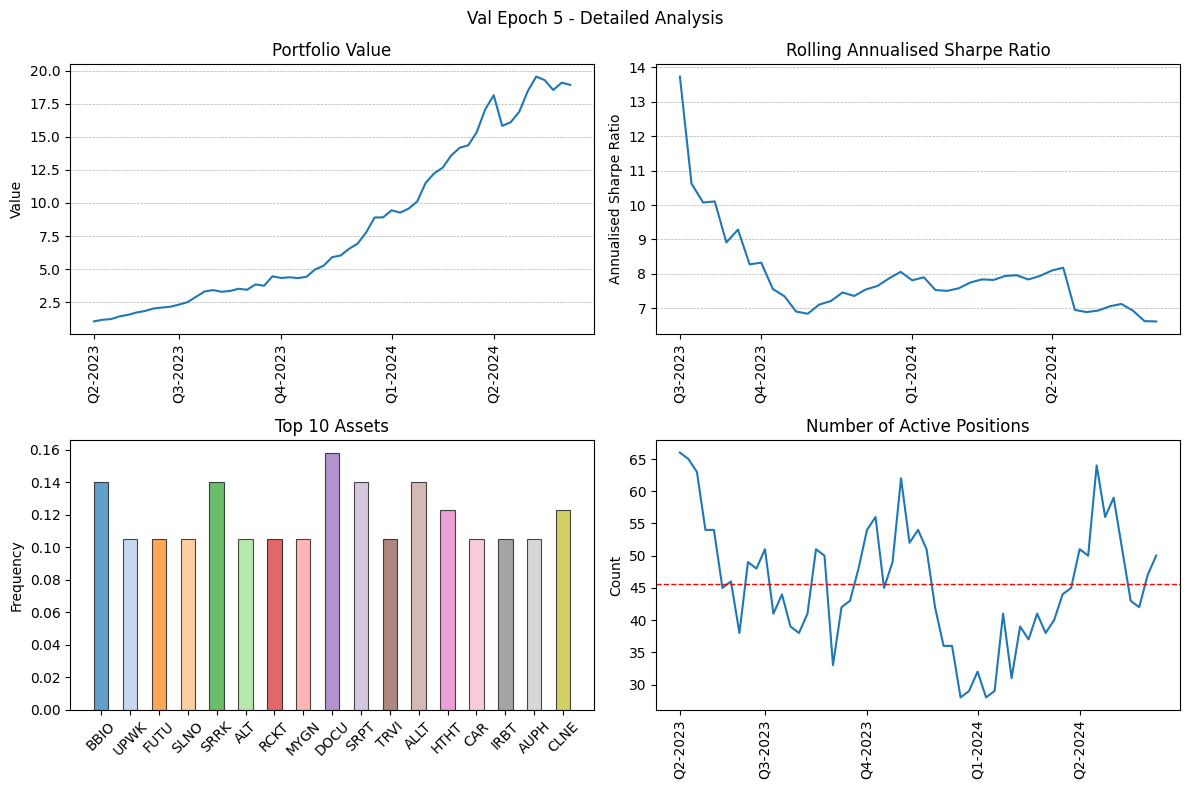 Val Epoch 5 - Detailed Analysis
Portfolio Value
Value
20.0
17.5
15.0
12.5
10.0
7.5
5.0
2.5
Q2-2023
Q3-2023
Q4-2023
Q1-2024
Q2-2024
Rolling Annualised Sharpe Ratio
Annualised Sharpe Ratio
14
13
12
11
10
9
8
7
Q3-2023
Q4-2023
Q1-2024
Q2-2024
Top 10 Assets
Frequency
0.16
0.14
0.12
0.10
0.08
0.06
0.04
0.02
0.00
BBIO
UPWK
FUTU
SLNO
SRRK
ALT
RCKT
MYGN
DOCU
SRPT
TRVI
ALLT
HTHT
CAR
IRBT
AUPH
CLNE
Number of Active Positions
Count
65
60
55
50
45
40
35
30
Q2-2023
Q3-2023
Q4-2023
Q1-2024
Q2-2024